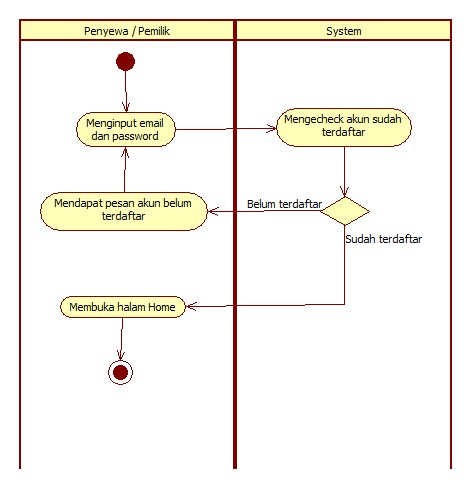 Penyewa / Pemilik
System
Menginput email
dan password
Mengecheck akun sudah
terdaftar
Mendapat pesan akun belum
terdaftar
Belum terdaftar
Sudah terdaftar
Membuka halam Home